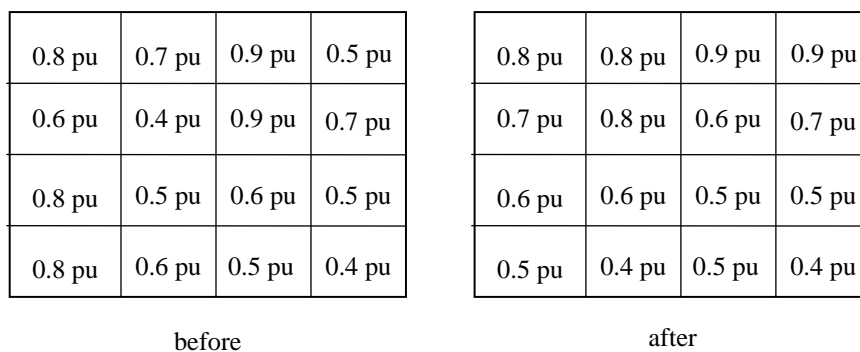 0.8 pu 0.7 pu 0.9 pu 0.5 pu
0.6 pu 0.4 pu 0.9 pu 0.7 pu
0.8 pu 0.5 pu 0.6 pu 0.5 pu
0.8 pu 0.6 pu 0.5 pu 0.4 pu
before
0.8 pu 0.8 pu 0.9 pu 0.9 pu
0.7 pu 0.8 pu 0.6 pu 0.7 pu
0.6 pu 0.6 pu 0.5 pu 0.5 pu
0.5 pu 0.4 pu 0.5 pu 0.4 pu
after